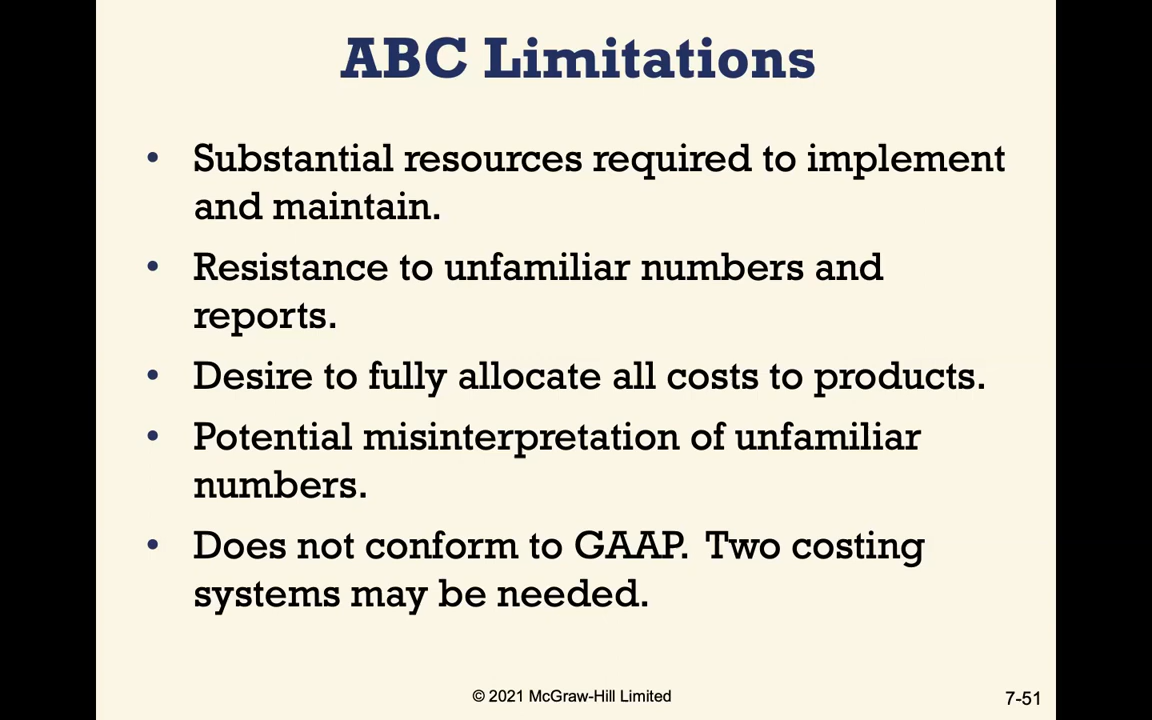 ABC Limitations
• Substantial resources required to implement
and maintain.
• Resistance to unfamiliar numbers and
reports.
• Desire to fully allocate all costs to products.
• Potential misinterpretation of unfamiliar
numbers.
• Does not conform to GAAP. Two costing
systems may be needed.
© 2021 McGraw-Hill Limited
7-51